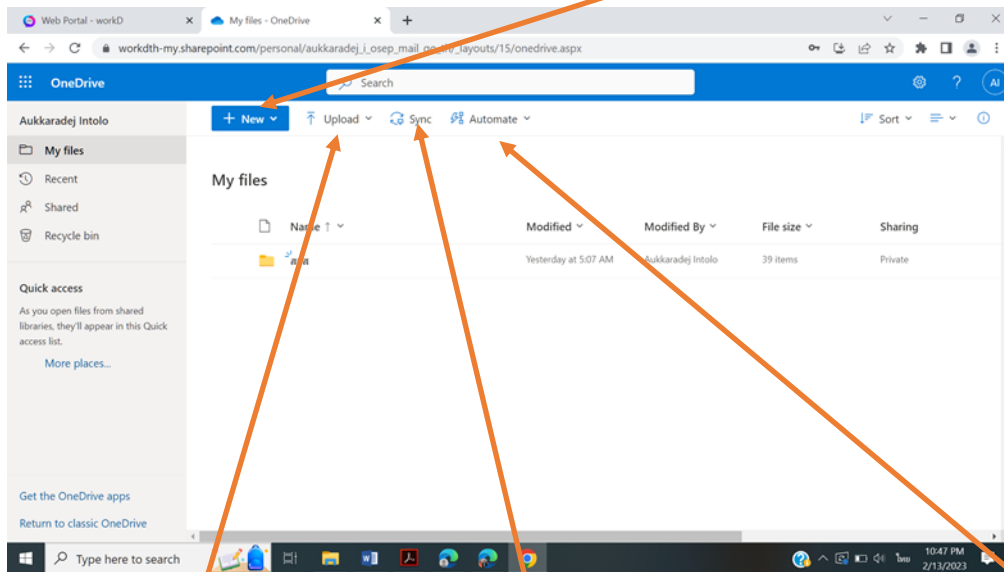 Web Portal - workD
My files - OneDrive
OneDrive
Search
AI
Aukkaradej Intolo
New
Upload
Sync
Automate
Sort
My files
Recent
Shared
Recycle bin
My files
Name
Modified
Modified By
File size
Sharing
Yesterday at 5:07 AM
Aukkaradej Intolo
39 items
Private
Quick access
As you open files from shared
libraries, they'll appear in this Quick
access list.
More places...
Get the OneDrive apps
Return to classic OneDrive
Type here to search
ไทย
10:47 PM
2/13/2023